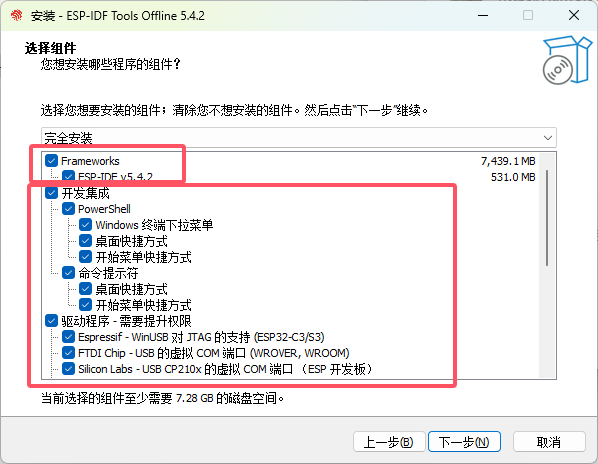 安装 - ESP-IDF Tools Offline 5.4.2
选择组件
您想安装哪些程序的组件?
选择您想要安装的组件;清除您不想安装的组件。然后点击“下一步”继续。
完全安装
Frameworks 7,439.1 MB
ESP-IDF v5.4.2 531.0 MB
开发集成
PowerShell
Windows 终端下拉菜单
桌面快捷方式
开始菜单快捷方式
命令提示符
桌面快捷方式
开始菜单快捷方式
驱动程序 - 需要提升权限
Espressif - WinUSB 对 JTAG 的支持 (ESP32-C3/S3)
FTDI Chip - USB 的虚拟 COM 端口 (WROVER, WROOM)
Silicon Labs - USB CP210x 的虚拟 COM 端口 (ESP 开发板)
当前选择的组件至少需要 7.28 GB 的磁盘空间。
上一步(B) 下一步(N) 取消